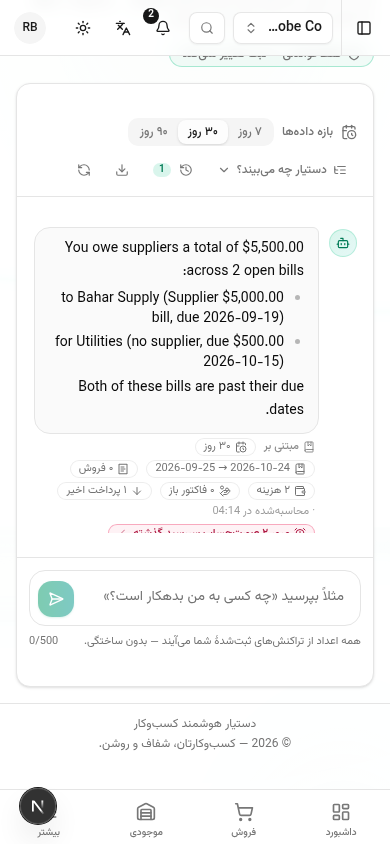 RB
2
...obe Co
بازه داده‌ها
۷ روز
۳۰ روز
۹۰ روز
دستیار چه می‌بیند؟
1
You owe suppliers a total of $5,500.00
across 2 open bills:
to Bahar Supply (Supplier $5,000.00
bill, due 2026-09-19)
for Utilities (no supplier, due $500.00
2026-10-15)
Both of these bills are past their due
dates.
مبتنی بر
۳۰ روز
2026-09-25 → 2026-10-24
۰ فروش
۲ هزینه
۰ فاکتور باز
۱ پرداخت اخیر
· محاسبه‌شده در 04:14
مثلاً بپرسید «چه کسی به من بدهکار است؟»
همه اعداد از تراکنش‌های ثبت‌شدهٔ شما می‌آیند — بدون ساختگی.
0/500
دستیار هوشمند کسب‌وکار
© 2026 — کسب‌وکارتان، شفاف و روشن.
داشبورد
فروش
موجودی
بیشتر
N